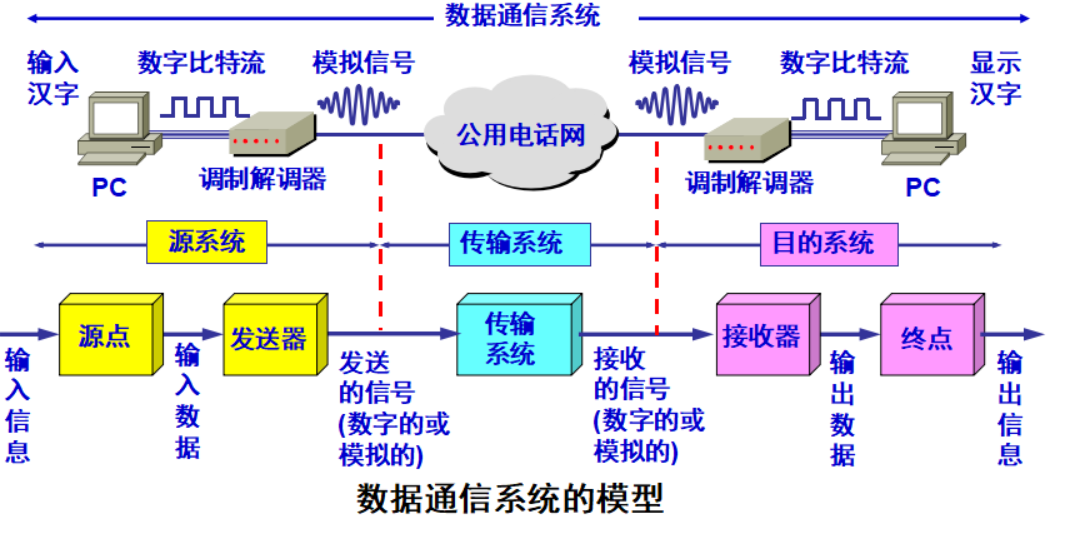 数据通信系统
输入
汉字
数字比特流
模拟信号
模拟信号
数字比特流
显示
汉字
公用电话网
PC
调制解调器
调制解调器
PC
源系统
传输系统
目的系统
源点
发送器
传输
系统
接收器
终点
输
入
信
息
输
入
数
据
发送
的信号
(数字的或
模拟的)
接收
的信号
(数字的或
模拟的)
输
出
数
据
输
出
信
息
数据通信系统的模型